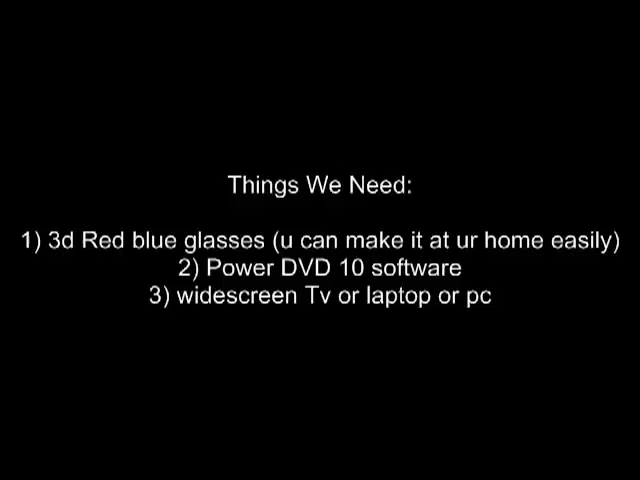 Things We Need:
1) 3d Red blue glasses (u can make it at ur home easily)
2) Power DVD 10 software
3) widescreen Tv or laptop or pc